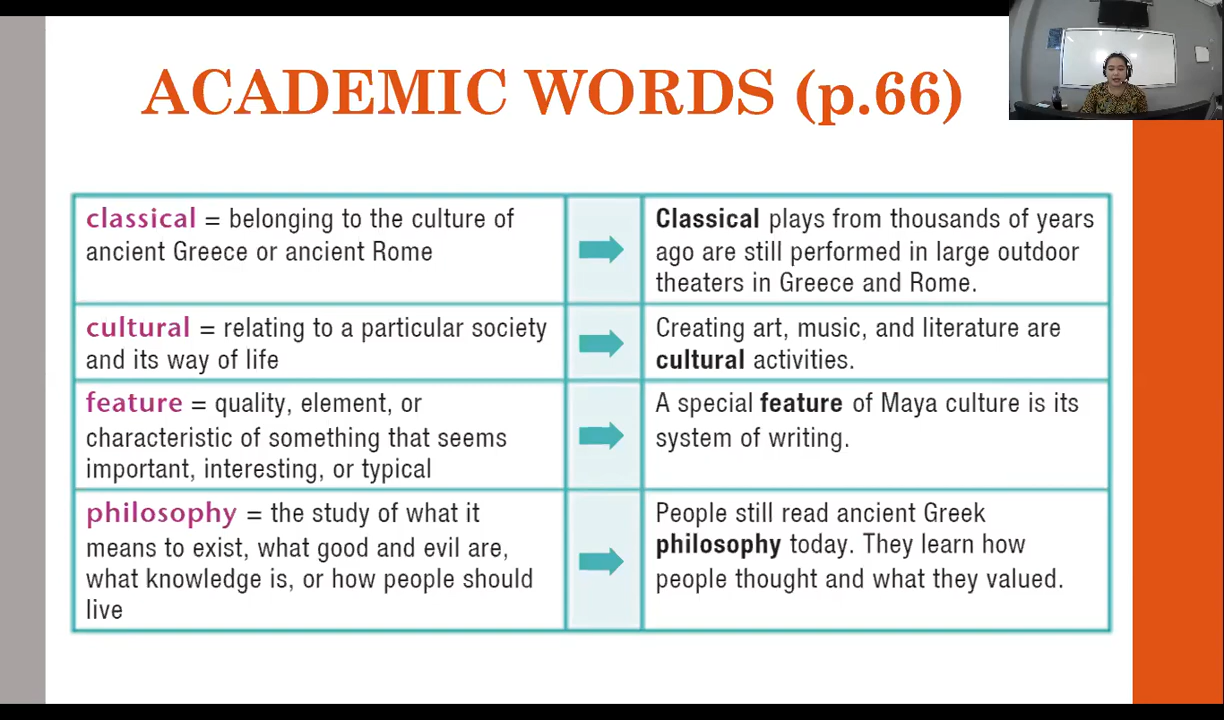 ACADEMIC WORDS (p.66)
classical = belonging to the culture of
ancient Greece or ancient Rome
Classical plays from thousands of years
ago are still performed in large outdoor
theaters in Greece and Rome.
cultural = relating to a particular society
and its way of life
Creating art, music, and literature are
cultural activities.
feature = quality, element, or
characteristic of something that seems
important, interesting, or typical
A special feature of Maya culture is its
system of writing.
philosophy = the study of what it
means to exist, what good and evil are,
what knowledge is, or how people should
live
People still read ancient Greek
philosophy today. They learn how
people thought and what they valued.